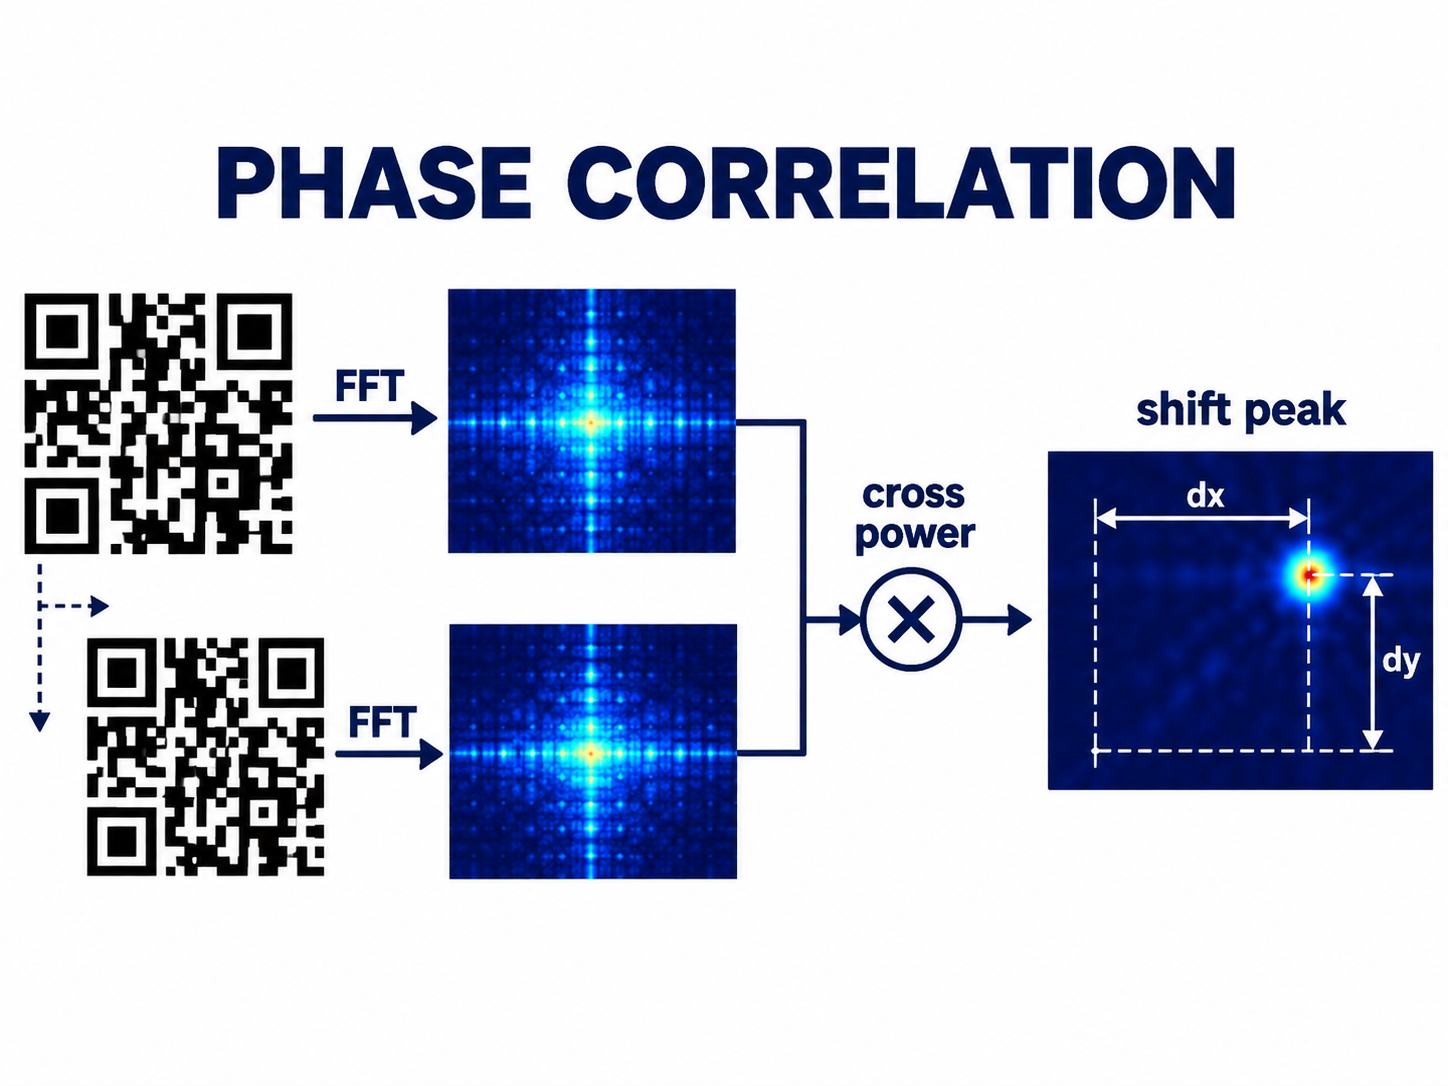 PHASE CORRELATION
FFT
FFT
cross
power
shift peak
dx
dy